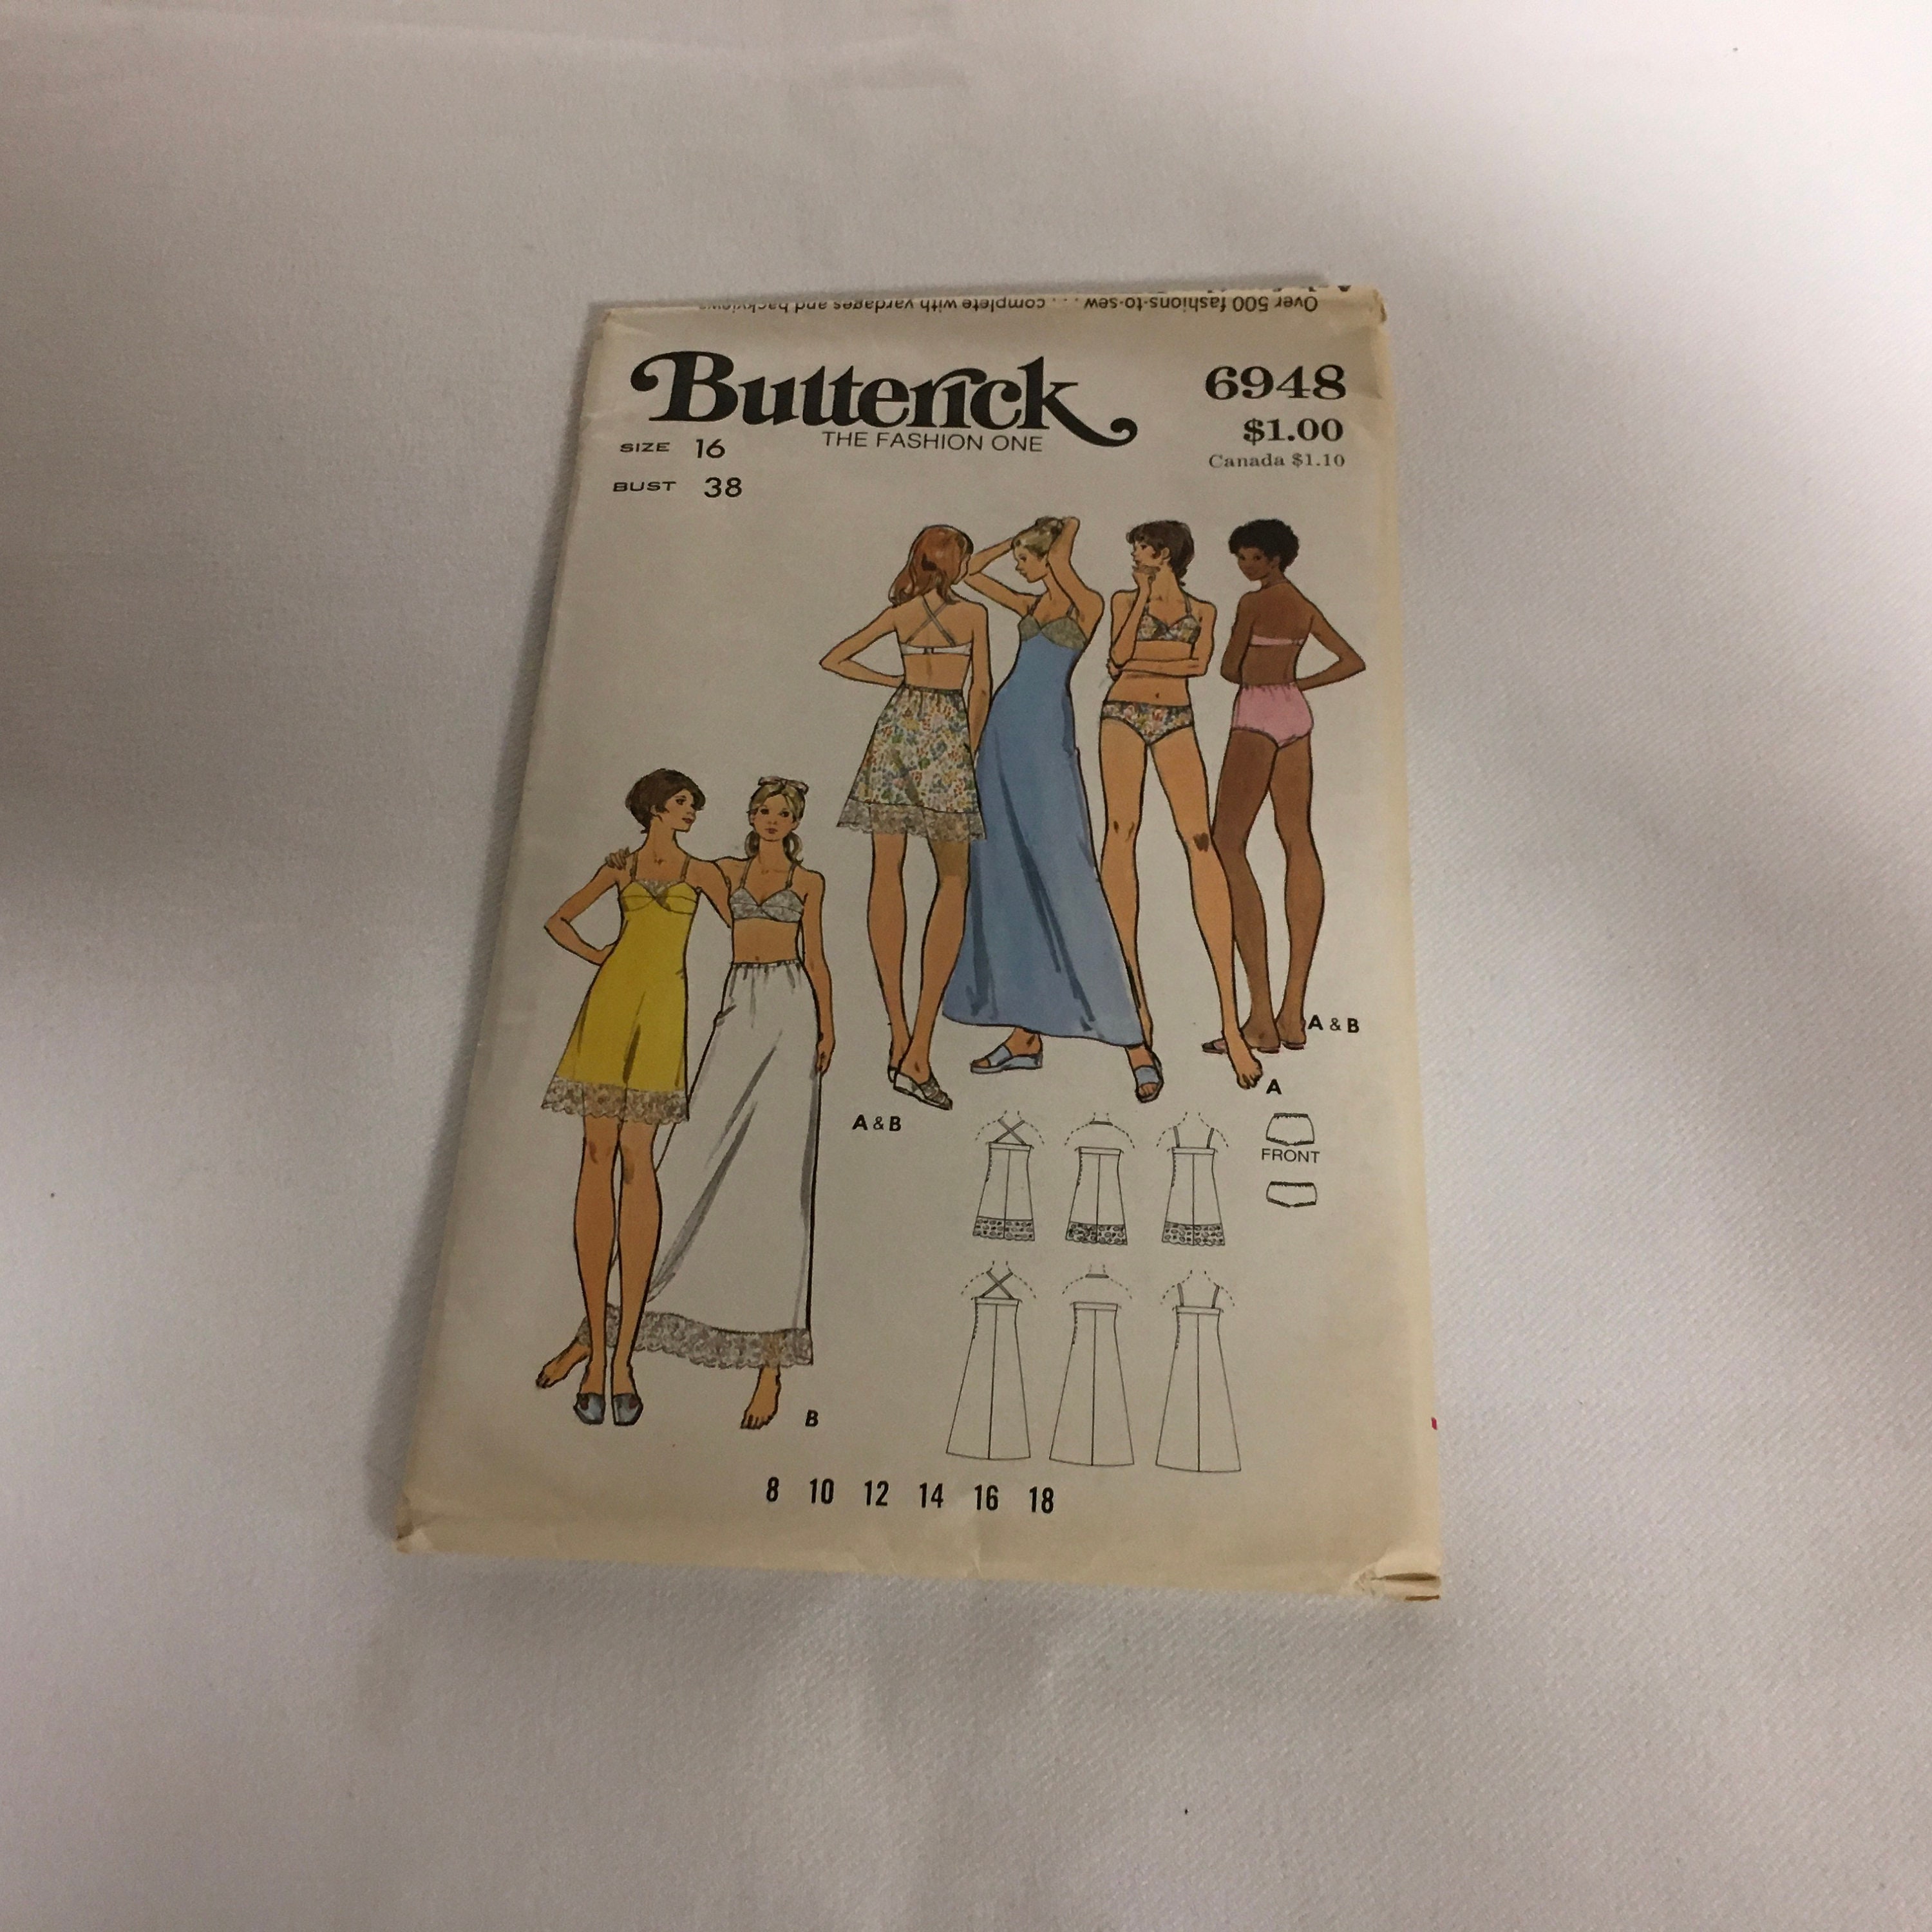 Over 500 fashions-to-sew . . . complete with yardages and backviews
Butterick
THE FASHION ONE
6948
$1.00
Canada $1.10
SIZE 16
BUST 38
A & B
A
A & B
FRONT
B
8 10 12 14 16 18